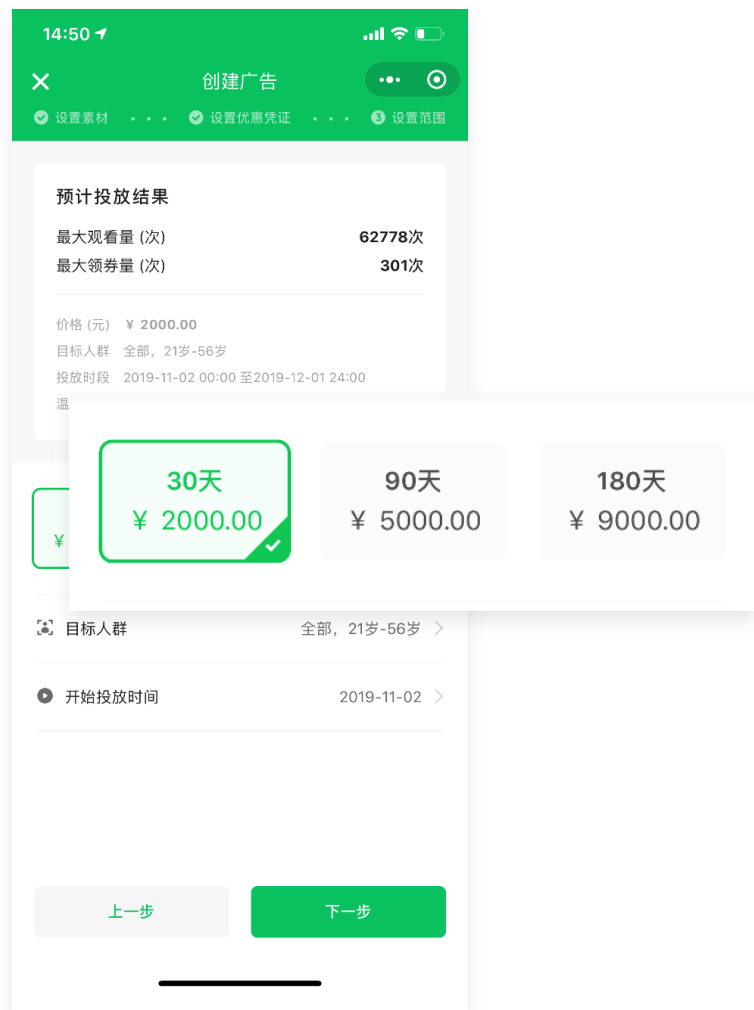 14:50
创建广告
设置素材 设置优惠凭证 3 设置范围
预计投放结果
最大观看量 (次) 62778次
最大领券量 (次) 301次
价格 (元) ¥ 2000.00
目标人群 全部，21岁-56岁
投放时段 2019-11-02 00:00 至2019-12-01 24:00
温
30天 90天 180天
¥ 2000.00 ¥ 5000.00 ¥ 9000.00
¥
目标人群 全部，21岁-56岁
开始投放时间 2019-11-02
上一步 下一步